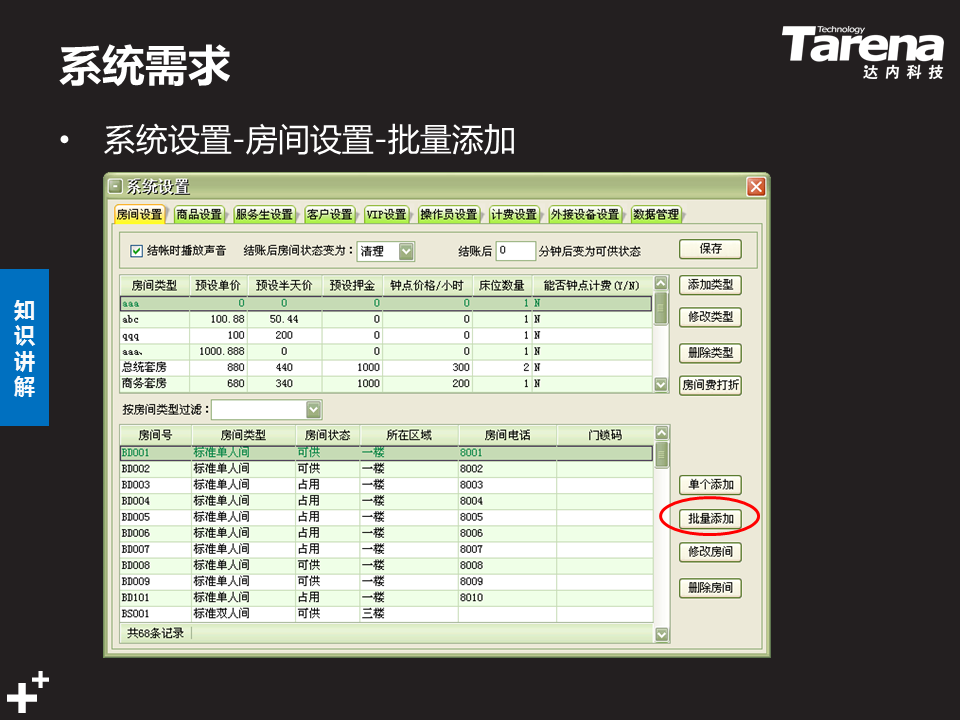 系统需求
Technology
Tarena
达内科技
• 系统设置-房间设置-批量添加
知识讲解
系统设置
房间设置 商品设置 服务生设置 客户设置 VIP设置 操作员设置 计费设置 外接设备设置 数据管理
结帐时播放声音 结账后房间状态变为： 清理 结账后 0 分钟后变为可供状态 保存
房间类型 预设单价 预设半天价 预设押金 钟点价格/小时 床位数量 能否钟点计费(Y/N)
aaa 0 0 0 0 1 N
abc 100.88 50.44 0 0 1 N
qqq 100 200 0 0 1 N
aaa、 1000.888 0 0 0 1 N
总统套房 880 440 1000 300 2 N
商务套房 680 340 1000 200 1 N
添加类型
修改类型
删除类型
房间费打折
按房间类型过滤：
房间号 房间类型 房间状态 所在区域 房间电话 门锁码
BD001 标准单人间 可供 一楼 8001
BD002 标准单人间 可供 一楼 8002
BD003 标准单人间 占用 一楼 8003
BD004 标准单人间 占用 一楼 8004
BD005 标准单人间 占用 一楼 8005
BD006 标准单人间 占用 一楼 8006
BD007 标准单人间 占用 一楼 8007
BD008 标准单人间 可供 一楼 8008
BD009 标准单人间 可供 一楼 8009
BD101 标准单人间 占用 一楼 8010
BS001 标准双人间 可供 三楼
共68条记录
单个添加
批量添加
修改房间
删除房间